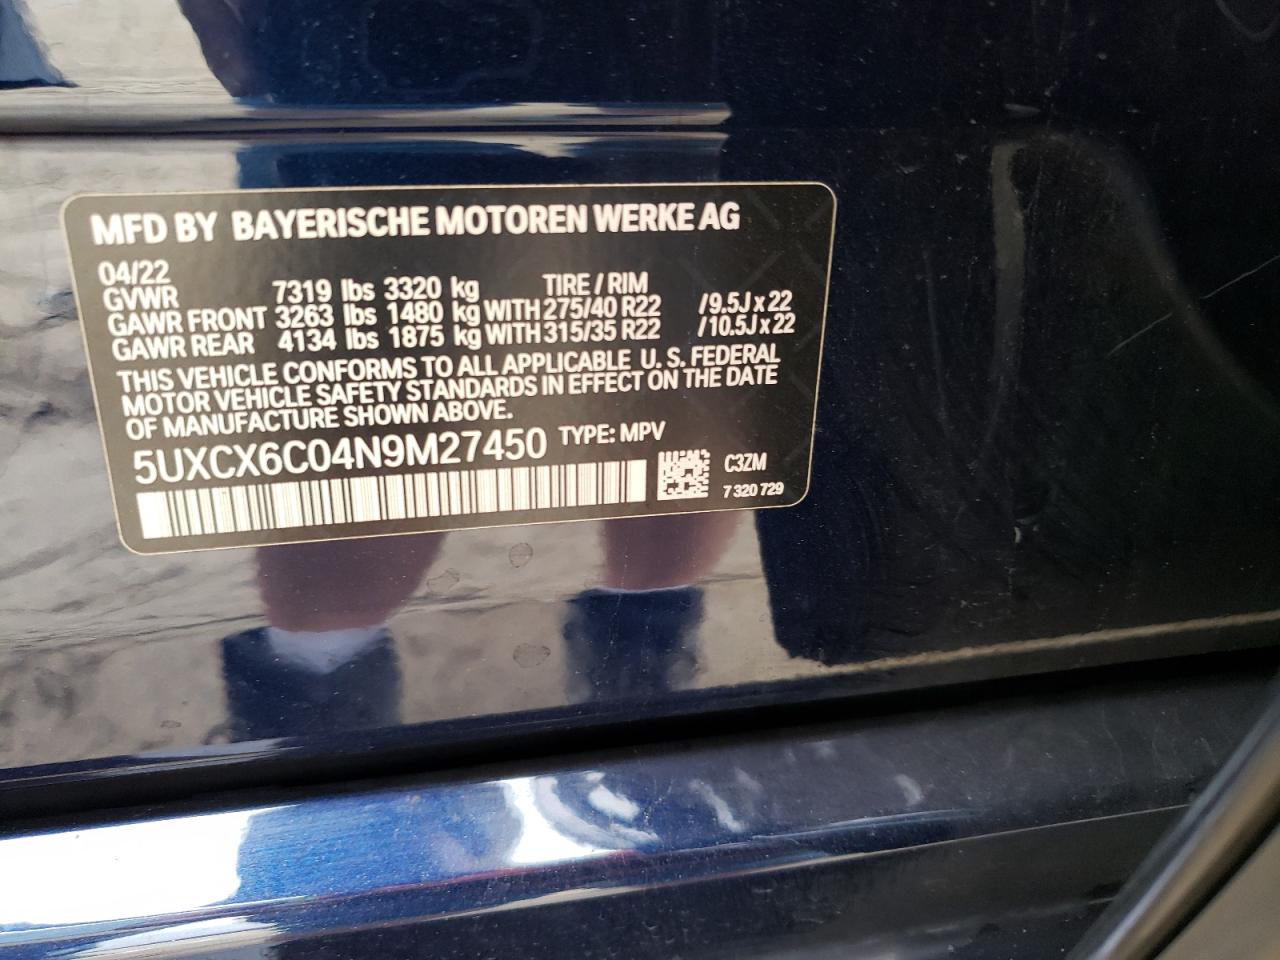 MFD BY BAYERISCHE MOTOREN WERKE AG
04/22 TIRE / RIM
GVWR 7319 lbs 3320 kg
GAWR FRONT 3263 lbs 1480 kg WITH 275/40 R22 /9.5J x 22
GAWR REAR 4134 lbs 1875 kg WITH 315/35 R22 /10.5J x 22
THIS VEHICLE CONFORMS TO ALL APPLICABLE U. S. FEDERAL
MOTOR VEHICLE SAFETY STANDARDS IN EFFECT ON THE DATE
OF MANUFACTURE SHOWN ABOVE.
5UXCX6C04N9M27450 TYPE: MPV
C3ZM
7 320 729